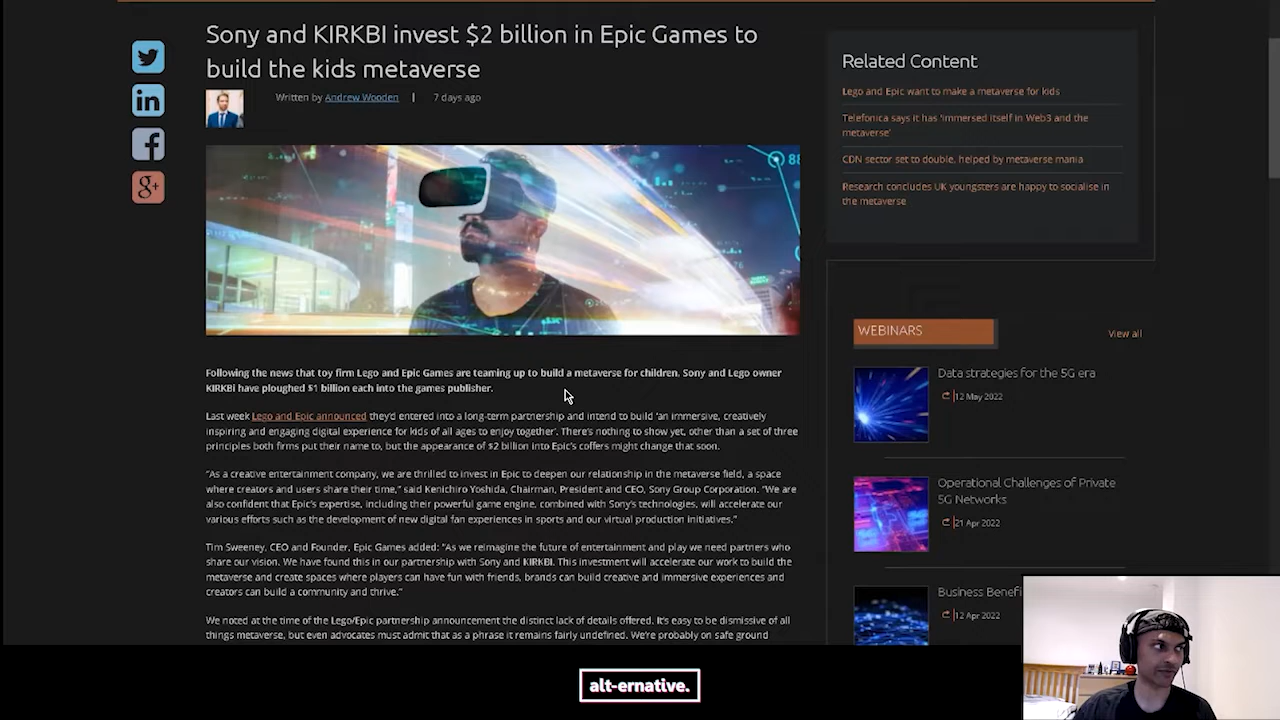 Sony and KIRKBI invest $2 billion in Epic Games to
build the kids metaverse
Written by Andrew Wooden | 7 days ago
Following the news that toy firm Lego and Epic Games are teaming up to build a metaverse for children, Sony and Lego owner
KIRKBI have ploughed $1 billion each into the games publisher.
Last week Lego and Epic announced they'd entered into a long-term partnership and intend to build 'an immersive, creatively
inspiring and engaging digital experience for kids of all ages to enjoy together'. There's nothing to show yet, other than a set of three
principles both firms put their name to, but the appearance of $2 billion into Epic's coffers might change that soon.
"As a creative entertainment company, we are thrilled to invest in Epic to deepen our relationship in the metaverse field, a space
where creators and users share their time," said Kenichiro Yoshida, Chairman, President and CEO, Sony Group Corporation. "We are
also confident that Epic's expertise, including their powerful game engine, combined with Sony's technologies, will accelerate our
various efforts such as the development of new digital fan experiences in sports and our virtual production initiatives."
Tim Sweeney, CEO and Founder, Epic Games added: "As we reimagine the future of entertainment and play we need partners who
share our vision. We have found this in our partnership with Sony and KIRKBI. This investment will accelerate our work to build the
metaverse and create spaces where players can have fun with friends, brands can build creative and immersive experiences and
creators can build a community and thrive."
We noted at the time of the Lego/Epic partnership announcement the distinct lack of details offered. It's easy to be dismissive of all
things metaverse, but even advocates must admit that as a phrase it remains fairly undefined. We're probably on safe ground
Related Content
Lego and Epic want to make a metaverse for kids
Telefonica says it has 'immersed itself in Web3 and the
metaverse'
CDN sector set to double, helped by metaverse mania
Research concludes UK youngsters are happy to socialise in
the metaverse
WEBINARS
View all
Data strategies for the 5G era
12 May 2022
Operational Challenges of Private
5G Networks
21 Apr 2022
Business Benefi
12 Apr 2022
alt-ernative.